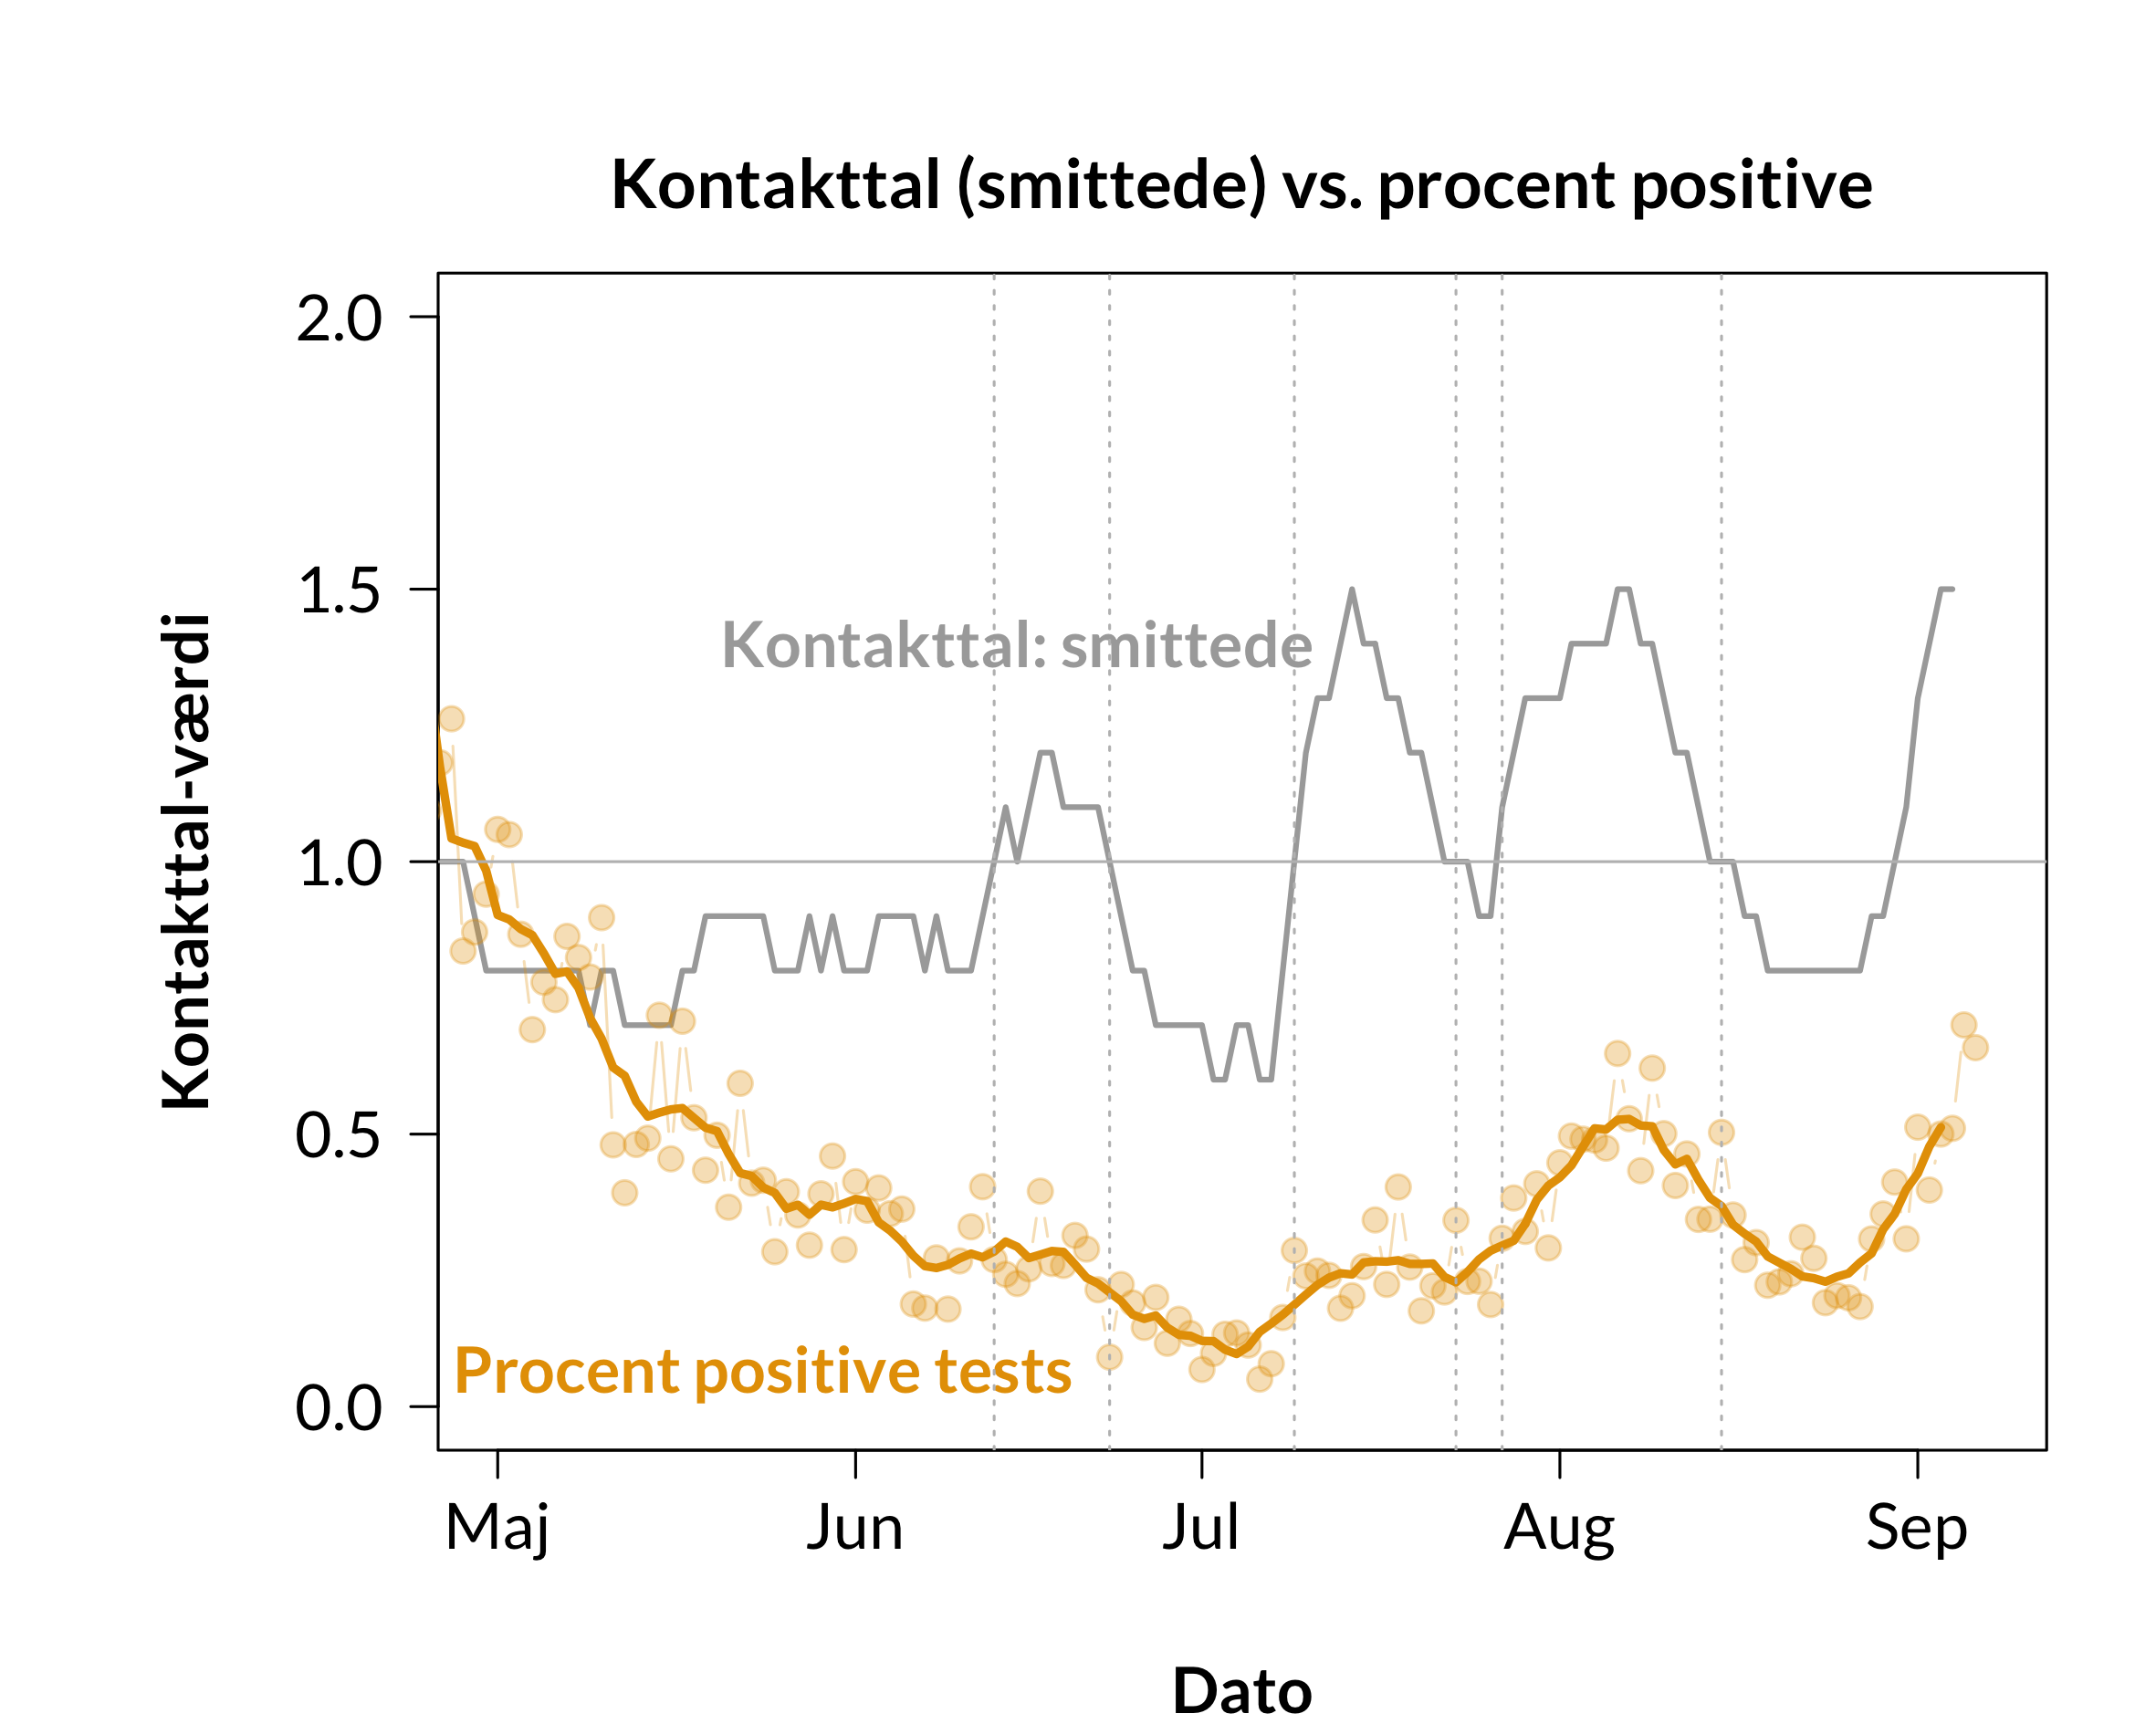 Kontakttal (smittede) vs. procent positive
Kontakttal-værdi
2.0
1.5
1.0
0.5
0.0
Kontakttal: smittede
Procent positive tests
Maj Jun Jul Aug Sep
Dato